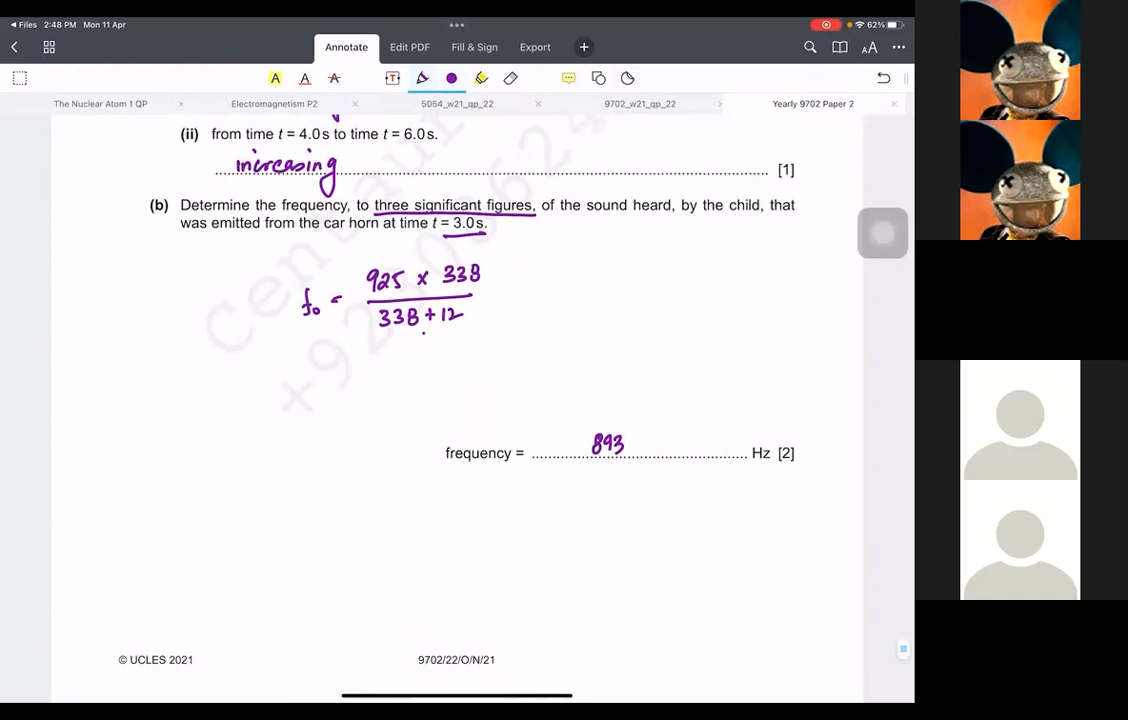 Files 2:48 PM Mon 11 Apr 62%
Annotate Edit PDF Fill & Sign Export
The Nuclear Atom 1 QP Electromagnetism P2 5054_w21_qp_22 9702_w21_qp_22 Yearly 9702 Paper 2
(ii) from time t = 4.0 s to time t = 6.0 s.
increasing [1]
(b) Determine the frequency, to three significant figures, of the sound heard, by the child, that
was emitted from the car horn at time t = 3.0 s.
f₀ = 925 × 338
338 + 12
893
frequency = .................................................. Hz [2]
© UCLES 2021 9702/22/O/N/21